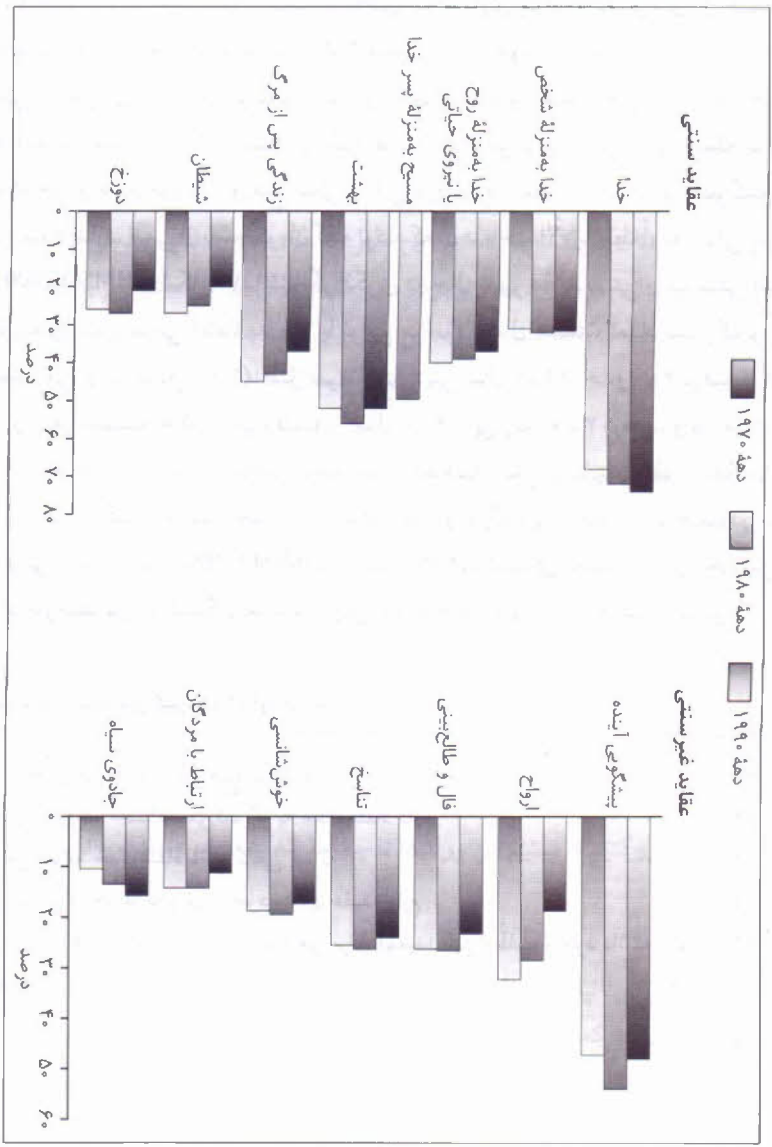 دههٔ ۱۹۷۰
دههٔ ۱۹۸۰
دههٔ ۱۹۹۰
عقاید سنتی
خدا
خدا به‌منزلهٔ شخص
خدا به‌منزلهٔ روح
یا نیروی حیاتی
مسیح به‌منزلهٔ پسر خدا
بهشت
زندگی پس از مرگ
شیطان
دوزخ
۰
۱۰
۲۰
۳۰
۴۰
۵۰
۶۰
۷۰
۸۰
درصد
عقاید غیرسنتی
پیشگویی آینده
ارواح
فال و طالع‌بینی
تناسخ
خوش‌شانسی
ارتباط با مردگان
جادوی سیاه
۰
۱۰
۲۰
۳۰
۴۰
۵۰
۶۰
درصد